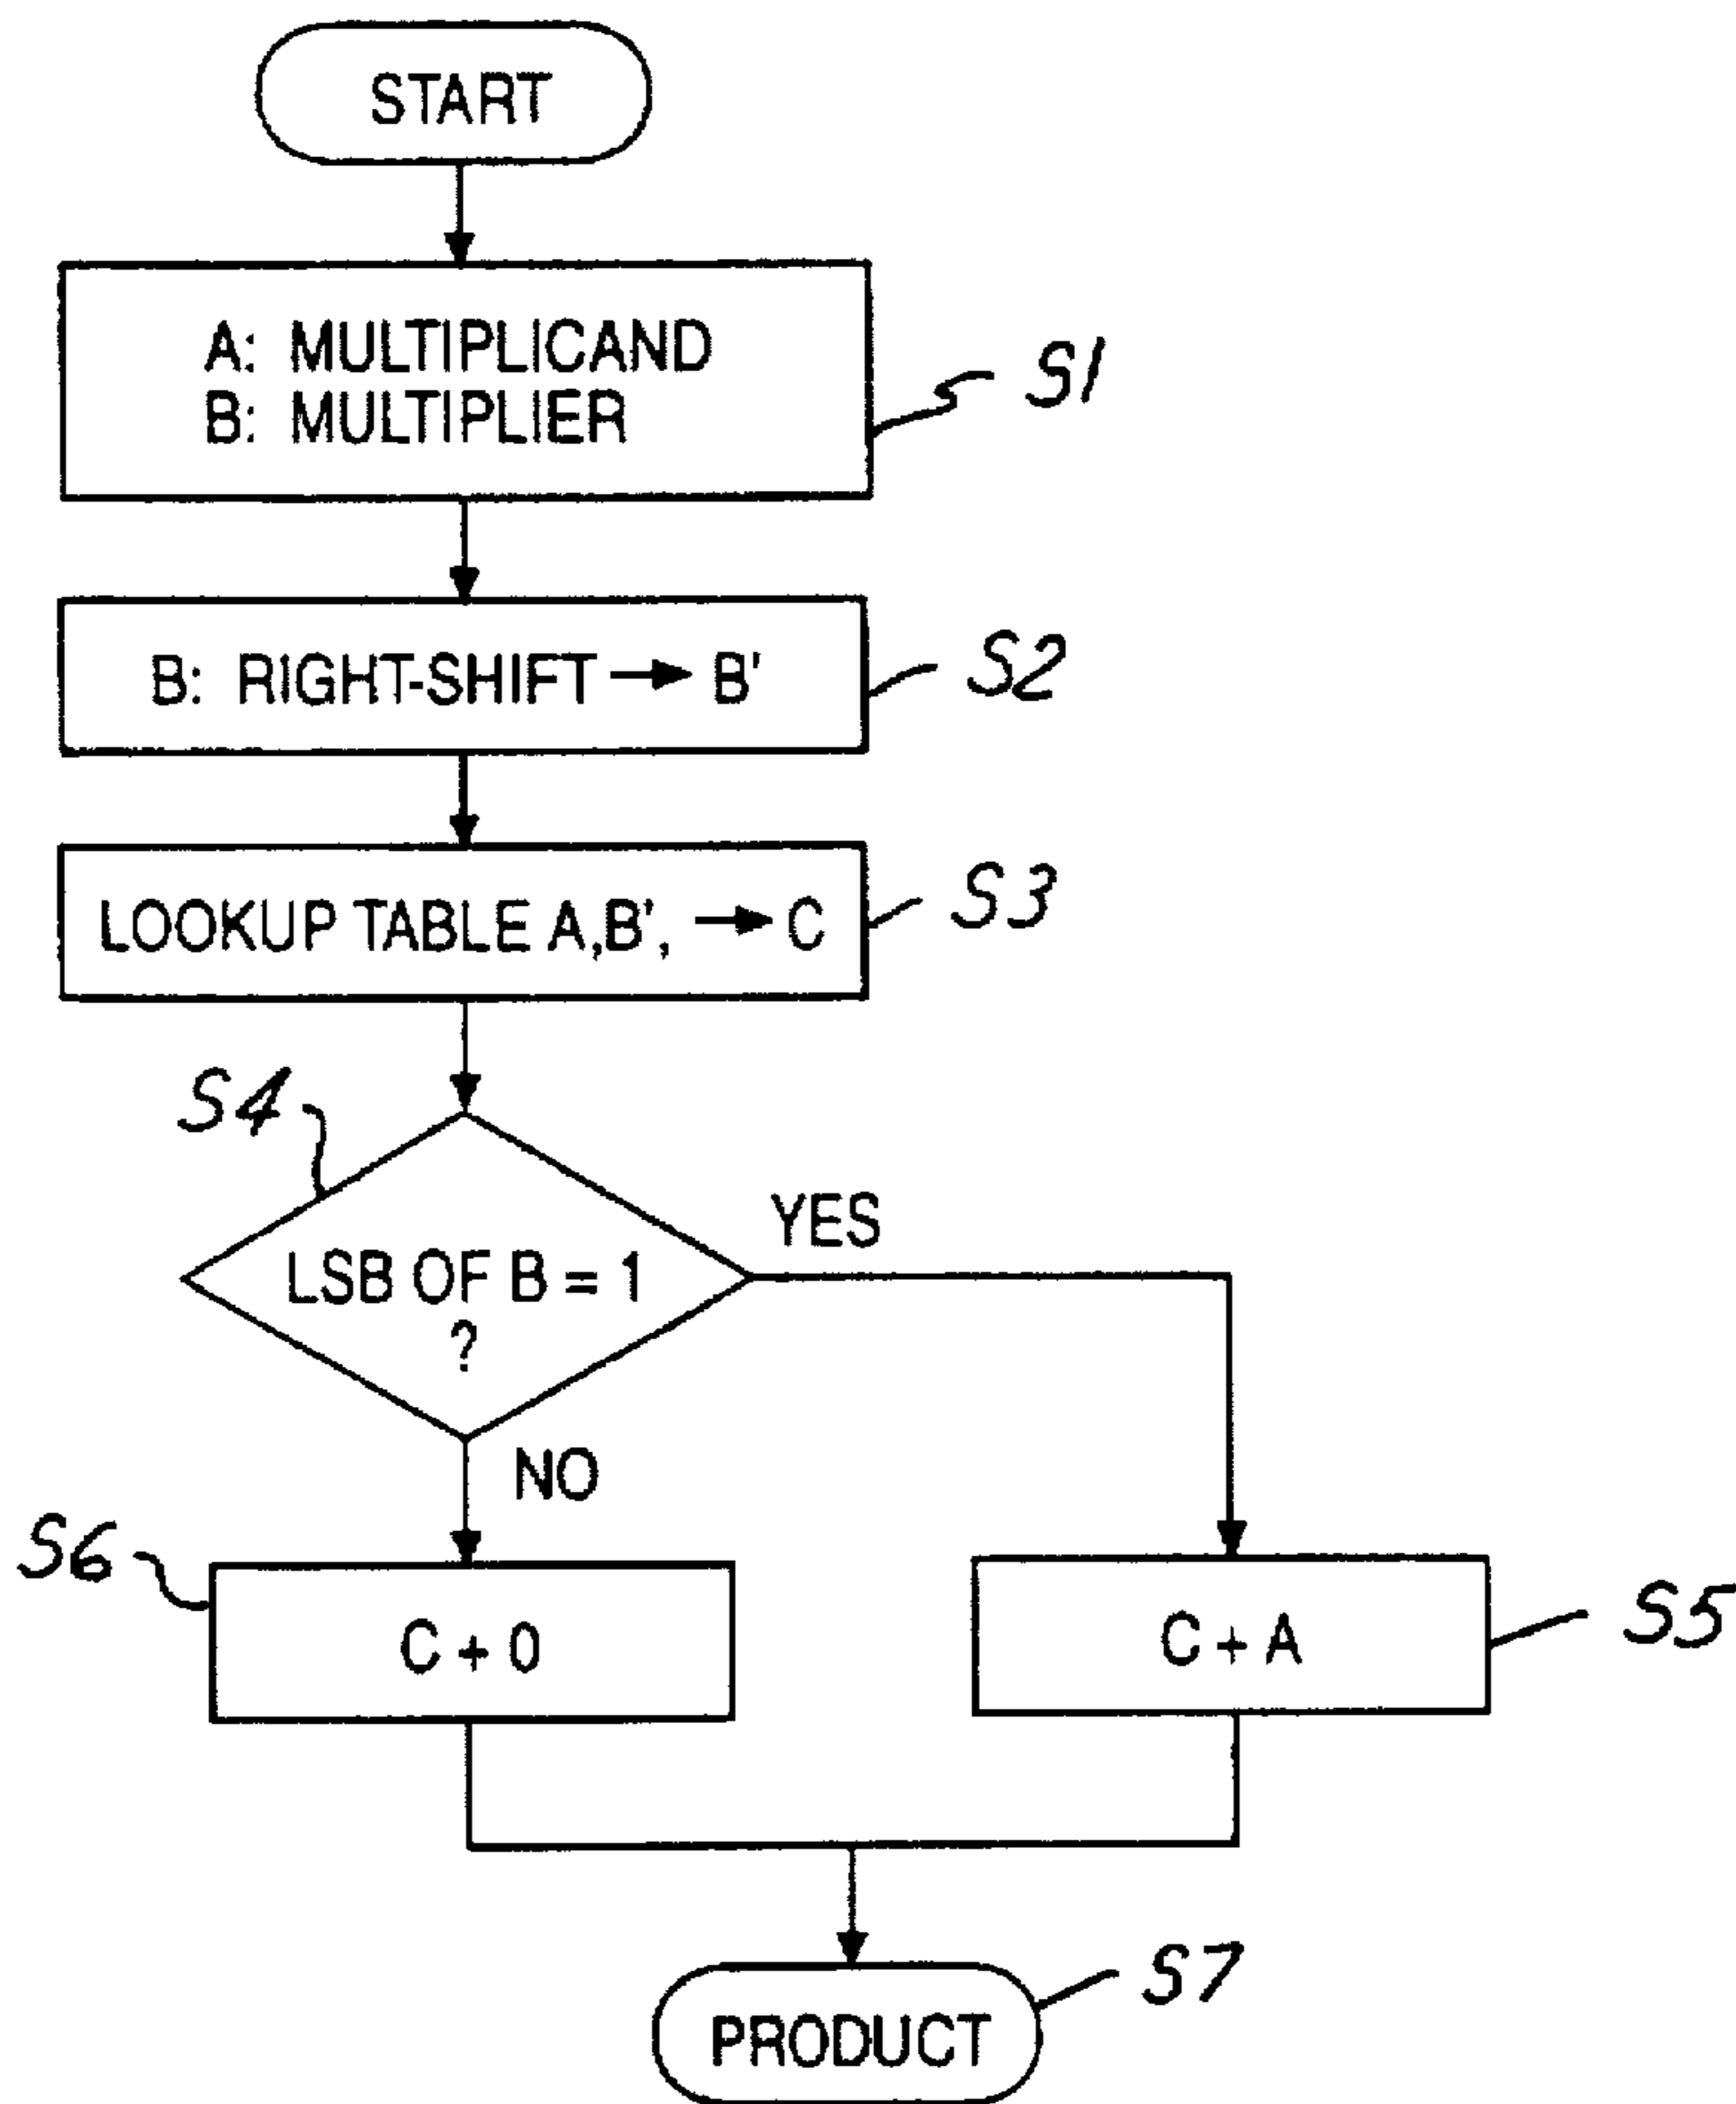 START
A: MULTIPLICAND
B: MULTIPLIER
S1
B: RIGHT-SHIFT → B'
S2
LOOKUP TABLE A,B', → C
S3
S4
LSB OF B = 1
?
YES
NO
S6
C + 0
C + A
S5
PRODUCT
S7